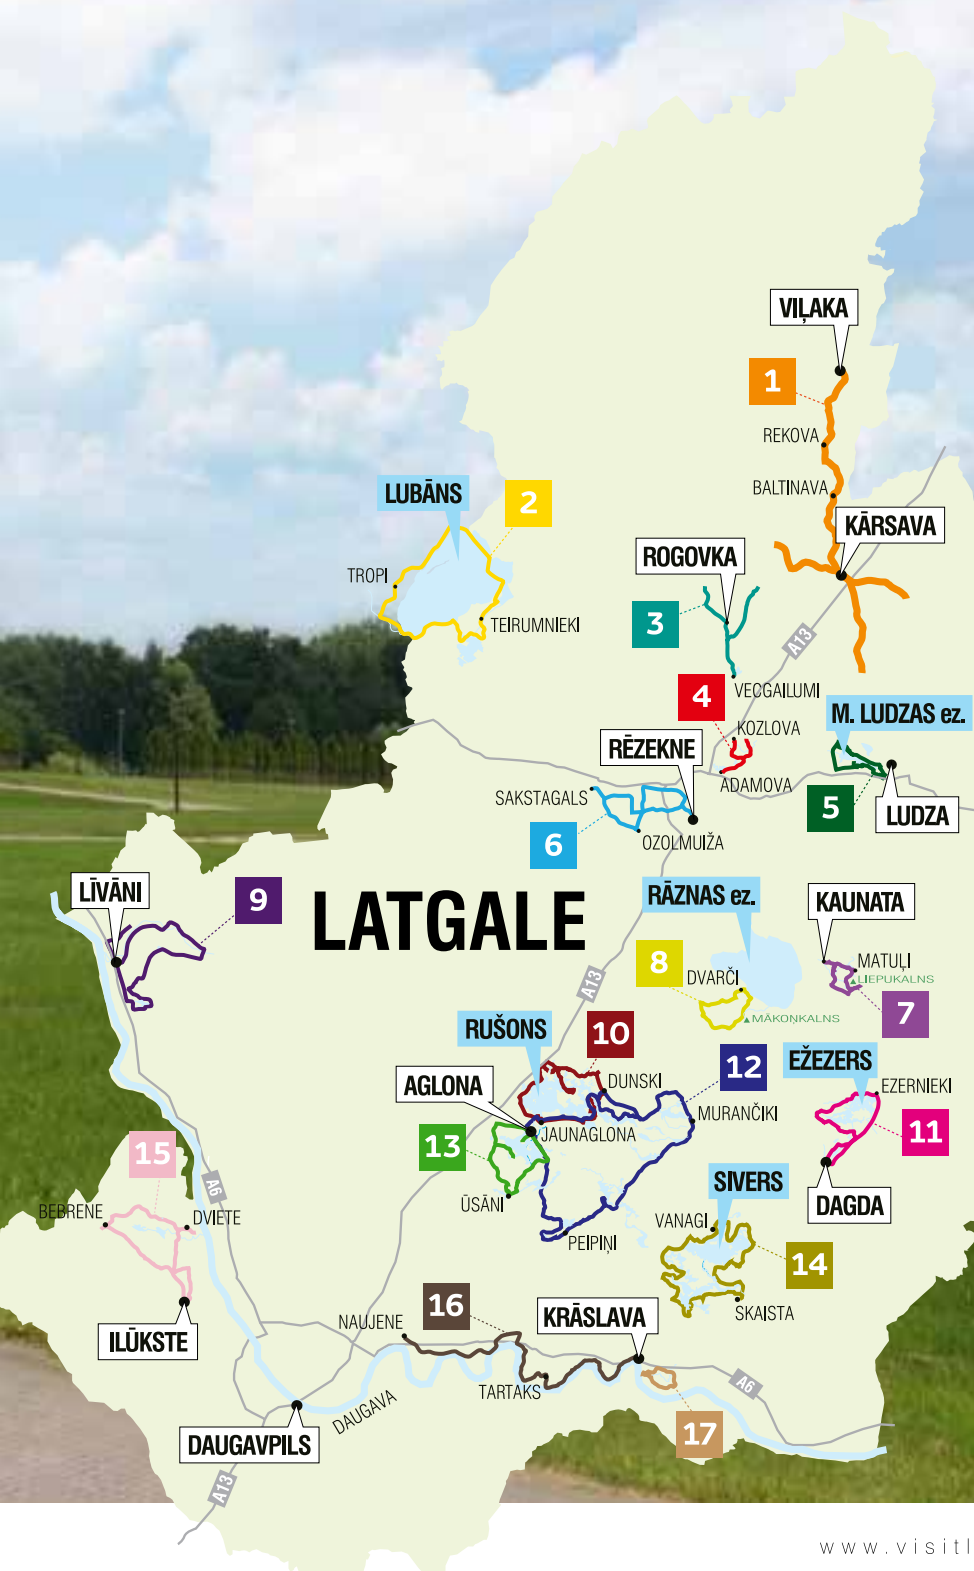 VIĻAKA
1
REKOVA
LUBĀNS
2
BALTINAVA
KĀRSAVA
ROGOVKA
TROPI
3
TEIRUMNIEKI
A13
4
VECGAILUMI
M. LUDZAS ez.
KOZLOVA
RĒZEKNE
ADAMOVA
SAKSTAGALS
5
LUDZA
6
OZOLMUIŽA
LĪVĀNI
9
LATGALE
RĀZNAS ez.
KAUNATA
8
MATUĻI
DVARČI
LIEPUKALNS
A13
7
MĀKOŅKALNS
RUŠONS
10
12
EŽEZERS
AGLONA
DUNSKI
EZERNIEKI
MURANČIKI
11
13
JAUNAGLONA
15
A6
SIVERS
ŪSĀNI
DAGDA
BEBRENE
DVIETE
VANAGI
PEIPIŅI
14
16
SKAISTA
NAUJENE
KRĀSLAVA
ILŪKSTE
A6
TARTAKS
DAUGAVA
17
DAUGAVPILS
A13
www.visitl